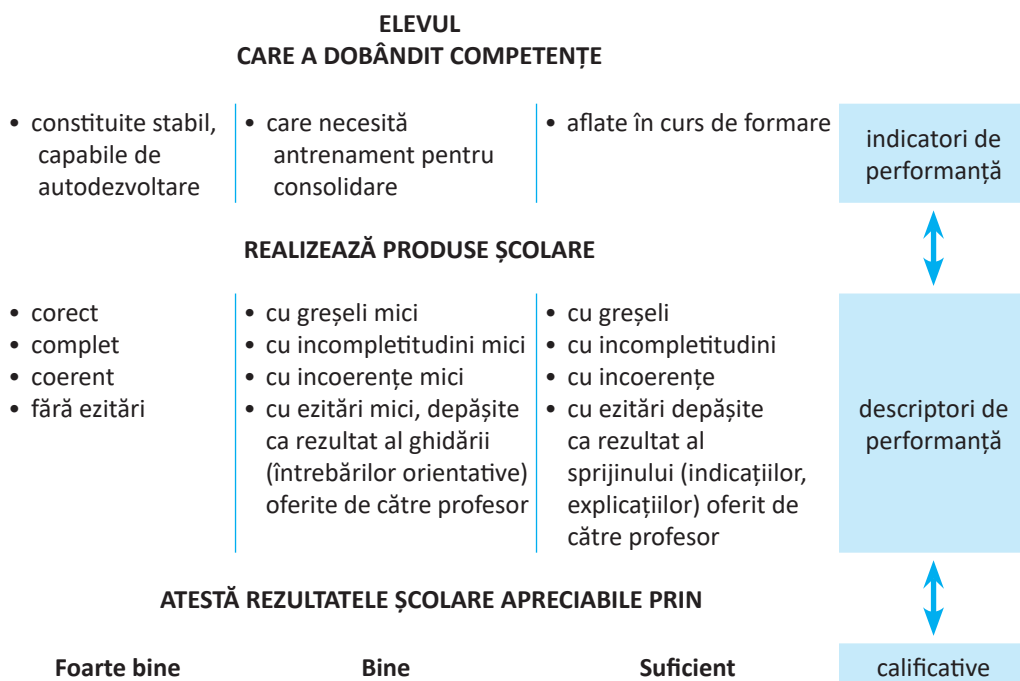 ELEVUL
CARE A DOBÂNDIT COMPETENȚE
• constituite stabil,
capabile de
autodezvoltare
• care necesită
antrenament pentru
consolidare
• aflate în curs de formare
indicatori de
performanță
REALIZEAZĂ PRODUSE ȘCOLARE
• corect
• complet
• coerent
• fără ezitări
• cu greșeli mici
• cu incompletitudini mici
• cu incoerențe mici
• cu ezitări mici, depășite
ca rezultat al ghidării
(întrebărilor orientative)
oferite de către profesor
• cu greșeli
• cu incompletitudini
• cu incoerențe
• cu ezitări depășite
ca rezultat al
sprijinului (indicațiilor,
explicațiilor) oferit de
către profesor
descriptori de
performanță
ATESTĂ REZULTATELE ȘCOLARE APRECIABILE PRIN
Foarte bine
Bine
Suficient
calificative